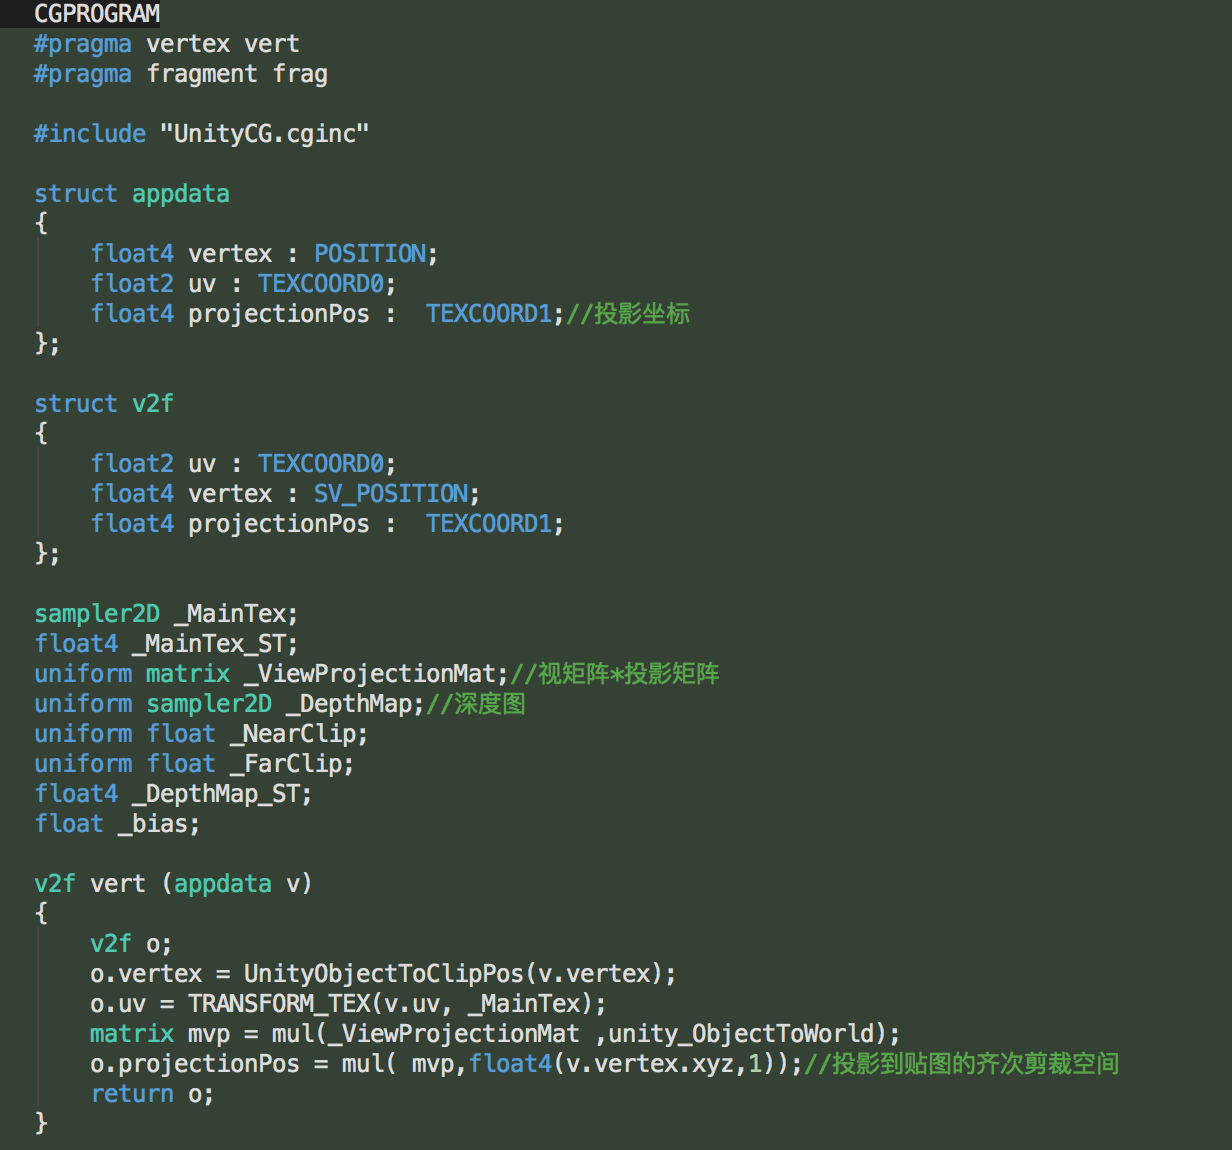 CGPROGRAM
#pragma vertex vert
#pragma fragment frag
#include "UnityCG.cginc"
struct appdata
{
float4 vertex : POSITION;
float2 uv : TEXCOORD0;
float4 projectionPos :  TEXCOORD1;//投影坐标
};
struct v2f
{
float2 uv : TEXCOORD0;
float4 vertex : SV_POSITION;
float4 projectionPos :  TEXCOORD1;
};
sampler2D _MainTex;
float4 _MainTex_ST;
uniform matrix _ViewProjectionMat;//视矩阵*投影矩阵
uniform sampler2D _DepthMap;//深度图
uniform float _NearClip;
uniform float _FarClip;
float4 _DepthMap_ST;
float _bias;
v2f vert (appdata v)
{
v2f o;
o.vertex = UnityObjectToClipPos(v.vertex);
o.uv = TRANSFORM_TEX(v.uv, _MainTex);
matrix mvp = mul(_ViewProjectionMat ,unity_ObjectToWorld);
o.projectionPos = mul( mvp,float4(v.vertex.xyz,1));//投影到贴图的齐次剪裁空间
return o;
}